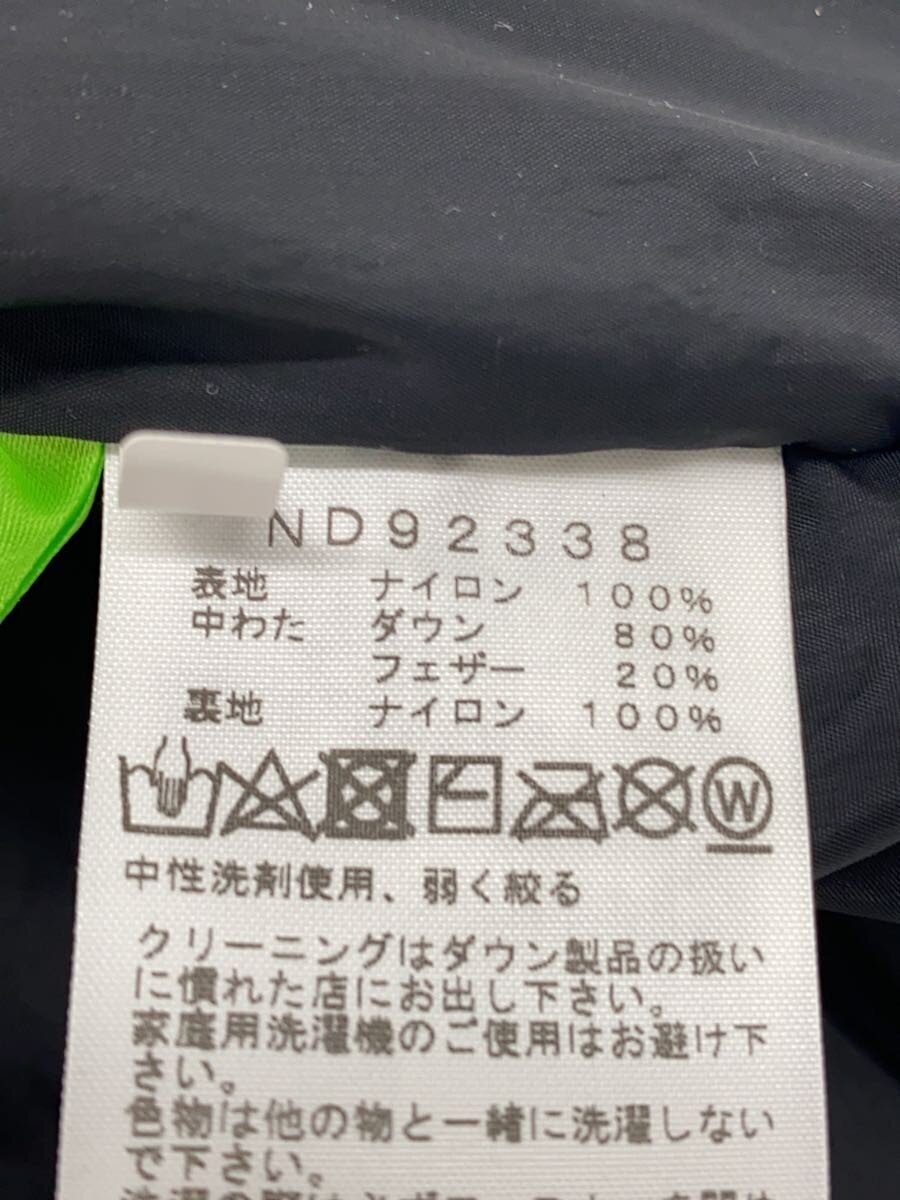 ND92338
表地 ナイロン 100%
中わた ダウン 80%
フェザー 20%
裏地 ナイロン 100%
W
中性洗剤使用、弱く絞る
クリーニングはダウン製品の扱い
に慣れた店にお出し下さい。
家庭用洗濯機のご使用はお避け下
さい。
色物は他の物と一緒に洗濯しない
で下さい。